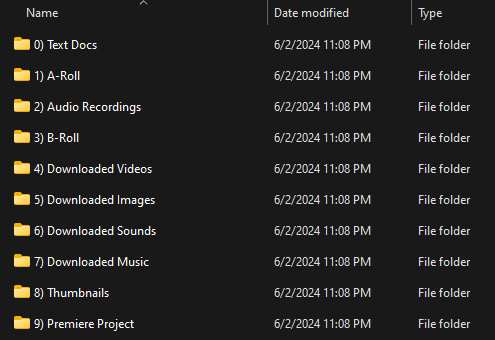 Name Date modified Type
0) Text Docs 6/2/2024 11:08 PM File folder
1) A-Roll 6/2/2024 11:08 PM File folder
2) Audio Recordings 6/2/2024 11:08 PM File folder
3) B-Roll 6/2/2024 11:08 PM File folder
4) Downloaded Videos 6/2/2024 11:08 PM File folder
5) Downloaded Images 6/2/2024 11:08 PM File folder
6) Downloaded Sounds 6/2/2024 11:08 PM File folder
7) Downloaded Music 6/2/2024 11:08 PM File folder
8) Thumbnails 6/2/2024 11:08 PM File folder
9) Premiere Project 6/2/2024 11:08 PM File folder